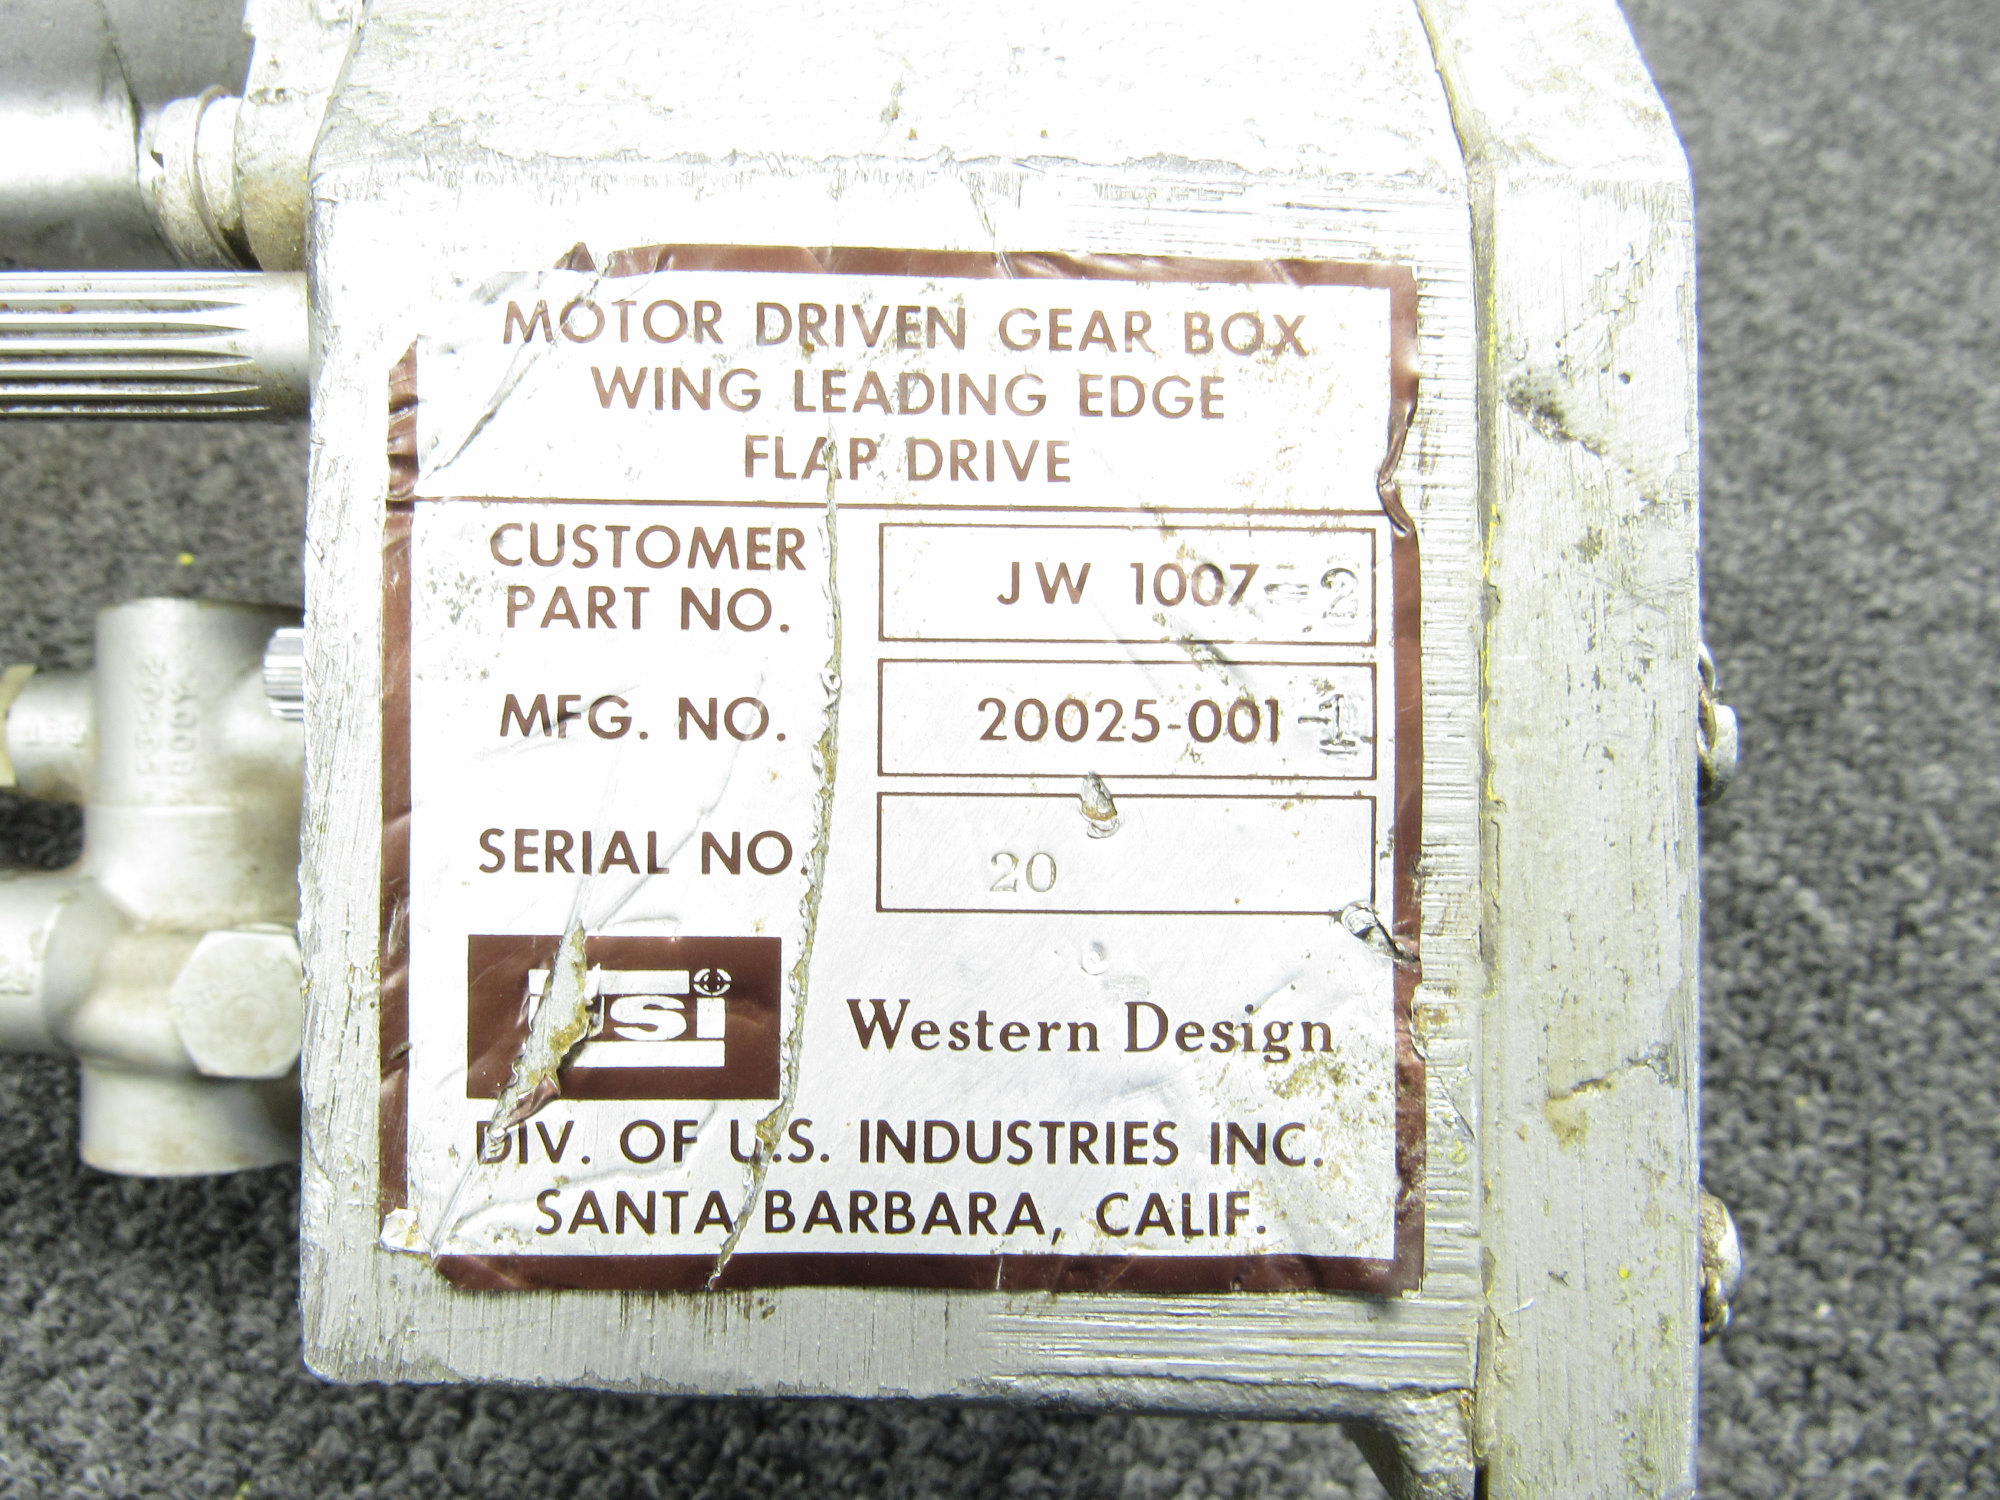 MOTOR DRIVEN GEAR BOX
WING LEADING EDGE
FLAP DRIVE
CUSTOMER
PART NO.
JW 1007-2
MFG. NO.
20025-001-1
SERIAL NO
20
usi
Western Design
DIV. OF U.S. INDUSTRIES INC.
SANTA BARBARA, CALIF.